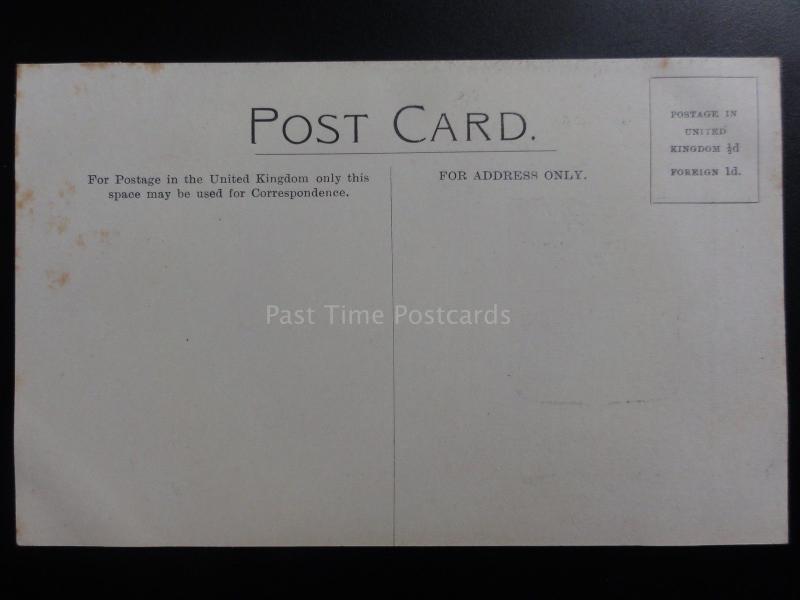 POST CARD.
For Postage in the United Kingdom only this
space may be used for Correspondence.
FOR ADDRESS ONLY.
POSTAGE IN
UNITED
KINGDOM ½d
FOREIGN 1d.
Past Time Postcards